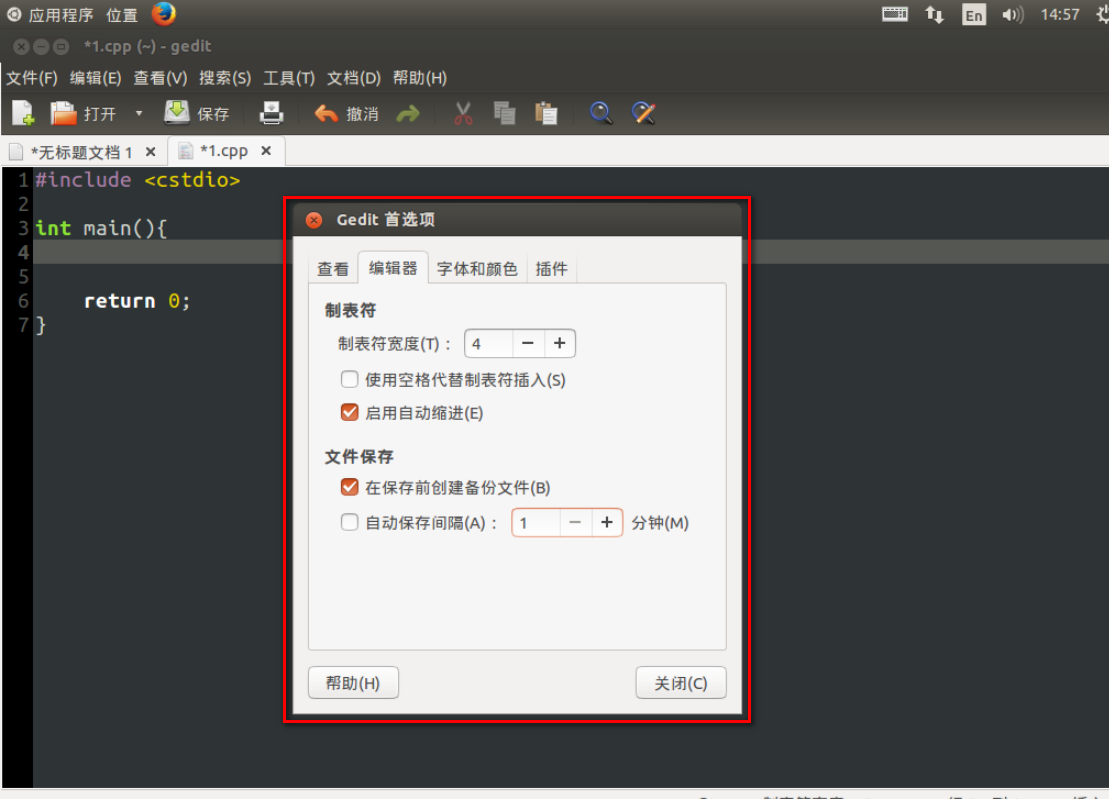 应用程序 位置 En 14:57
*1.cpp (~) - gedit
文件(F) 编辑(E) 查看(V) 搜索(S) 工具(T) 文档(D) 帮助(H)
打开 保存 撤消
*无标题文档 1 × *1.cpp ×
1 #include <cstdio>
2
3 int main(){
4
5
6 return 0;
7 }
Gedit 首选项
查看 编辑器 字体和颜色 插件
制表符
制表符宽度(T)： 4 − +
使用空格代替制表符插入(S)
启用自动缩进(E)
文件保存
在保存前创建备份文件(B)
自动保存间隔(A)： 1 − + 分钟(M)
帮助(H) 关闭(C)